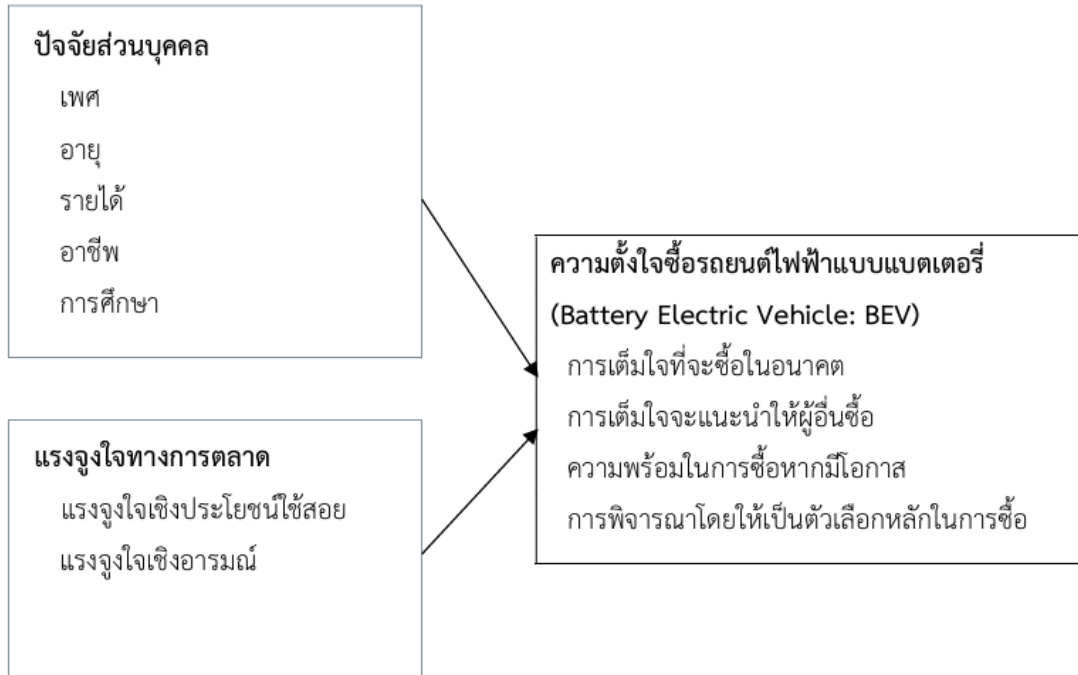 ปัจจัยส่วนบุคคล
เพศ
อายุ
รายได้
อาชีพ
การศึกษา
แรงจูงใจทางการตลาด
แรงจูงใจเชิงประโยชน์ใช้สอย
แรงจูงใจเชิงอารมณ์
ความตั้งใจซื้อรถยนต์ไฟฟ้าแบบแบตเตอรี่
(Battery Electric Vehicle: BEV)
การเต็มใจที่จะซื้อในอนาคต
การเต็มใจจะแนะนำให้ผู้อื่นซื้อ
ความพร้อมในการซื้อหากมีโอกาส
การพิจารณาโดยให้เป็นตัวเลือกหลักในการซื้อ